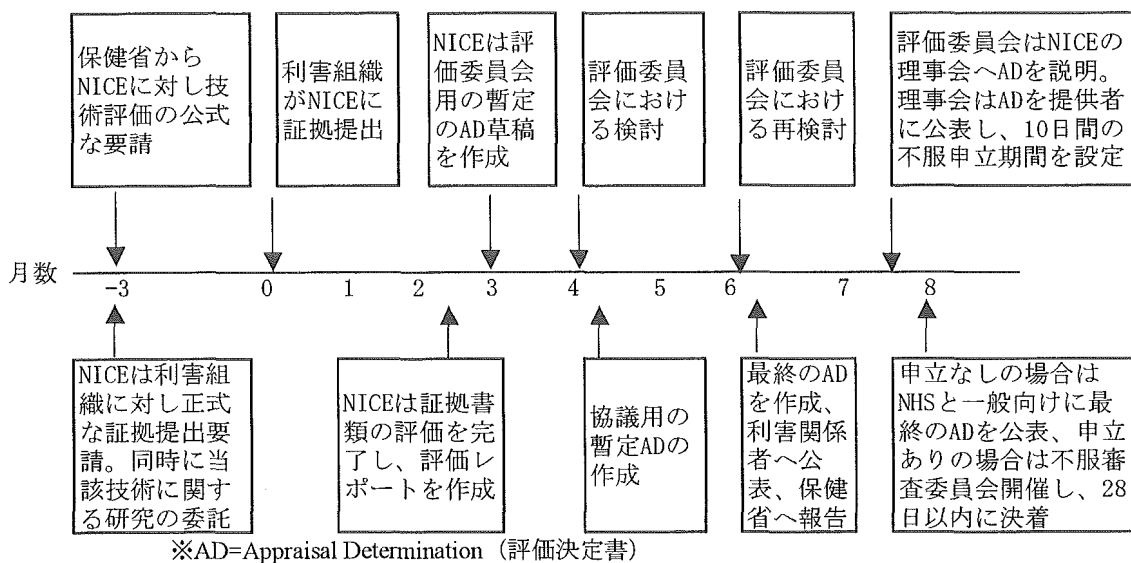 保健省から
NICEに対し技
術評価の公式
な要請
利害組織
がNICEに
証拠提出
NICEは評
価委員会
用の暫定
のAD草稿
を作成
評価委員
会におけ
る検討
評価委員
会におけ
る再検討
評価委員会はNICEの
理事会へADを説明。
理事会はADを提供者
に公表し、10日間の
不服申立期間を設定
月数
-3 0 1 2 3 4 5 6 7 8
NICEは利害組
織に対し正式
な証拠提出要
請。同時に当
該技術に関す
る研究の委託
NICEは証拠書
類の評価を完
了し、評価レ
ポートを作成
協議用の
暫定ADの
作成
最終のAD
を作成、
利害関係
者へ公
表、保健
省へ報告
申立なしの場合は
NHSと一般向けに最
終のADを公表、申立
ありの場合は不服審
査委員会開催し、28
日以内に決着
※AD=Appraisal Determination（評価決定書）